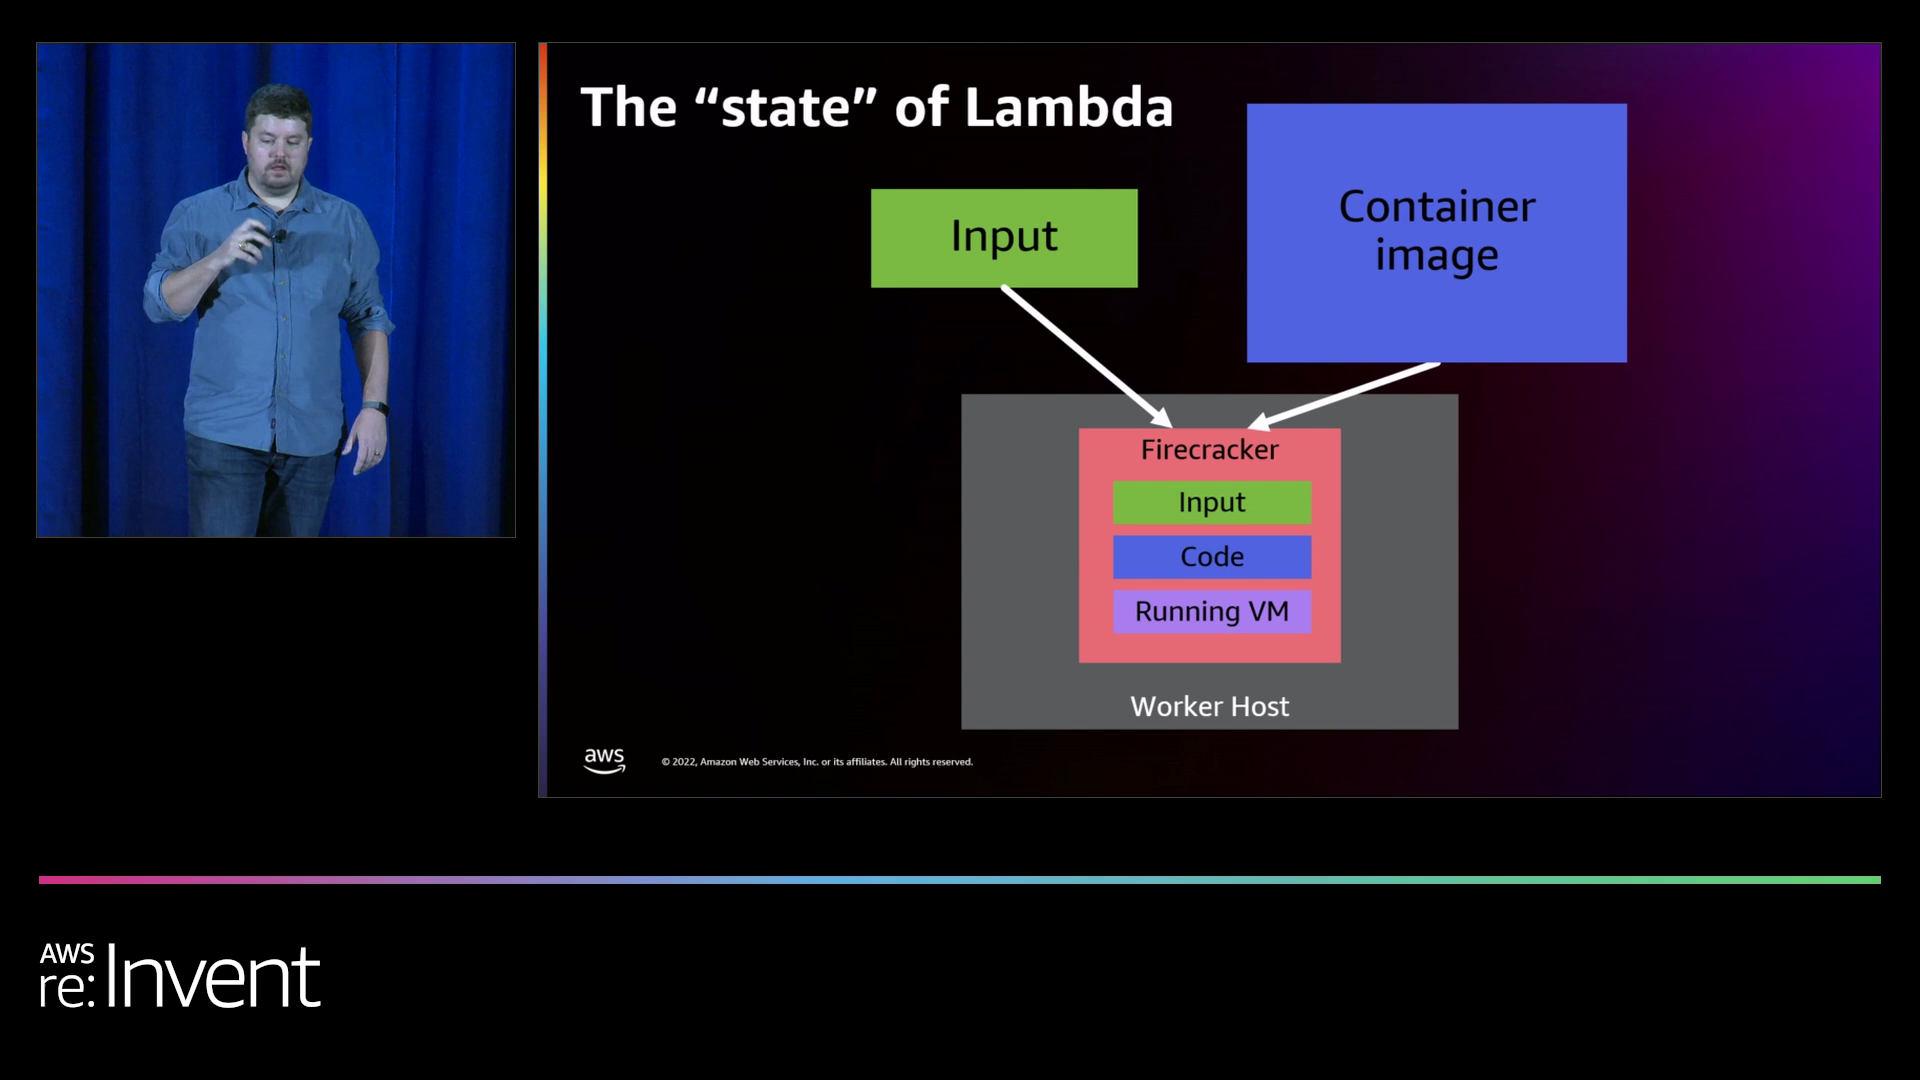 The “state” of Lambda
Input
Container
image
Firecracker
Input
Code
Running VM
Worker Host
aws
© 2022, Amazon Web Services, Inc. or its affiliates. All rights reserved.
AWS
re:Invent